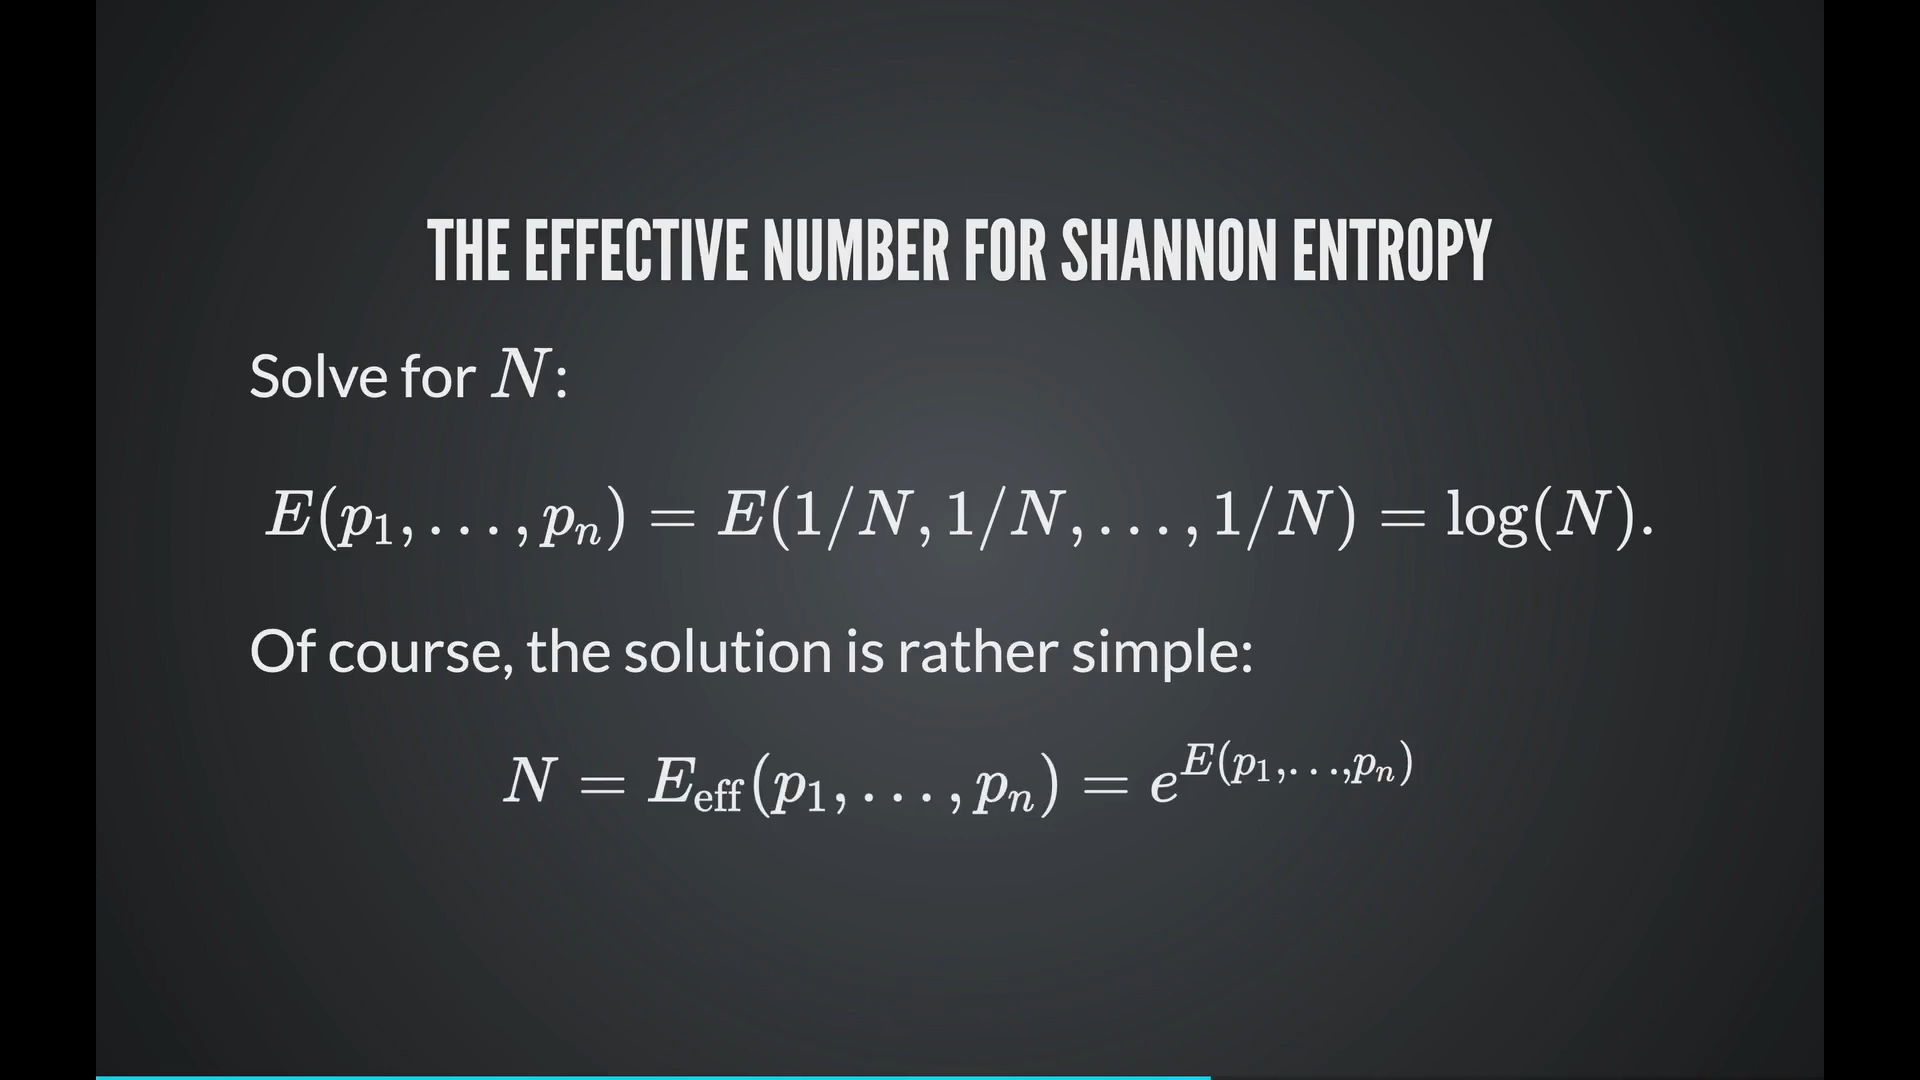 THE EFFECTIVE NUMBER FOR SHANNON ENTROPY
Solve for N:
E(p₁, . . . , pₙ) = E(1/N, 1/N, . . . , 1/N) = log(N).
Of course, the solution is rather simple:
N = E_eff(p₁, . . . , pₙ) = e^{E(p₁,...,pₙ)}